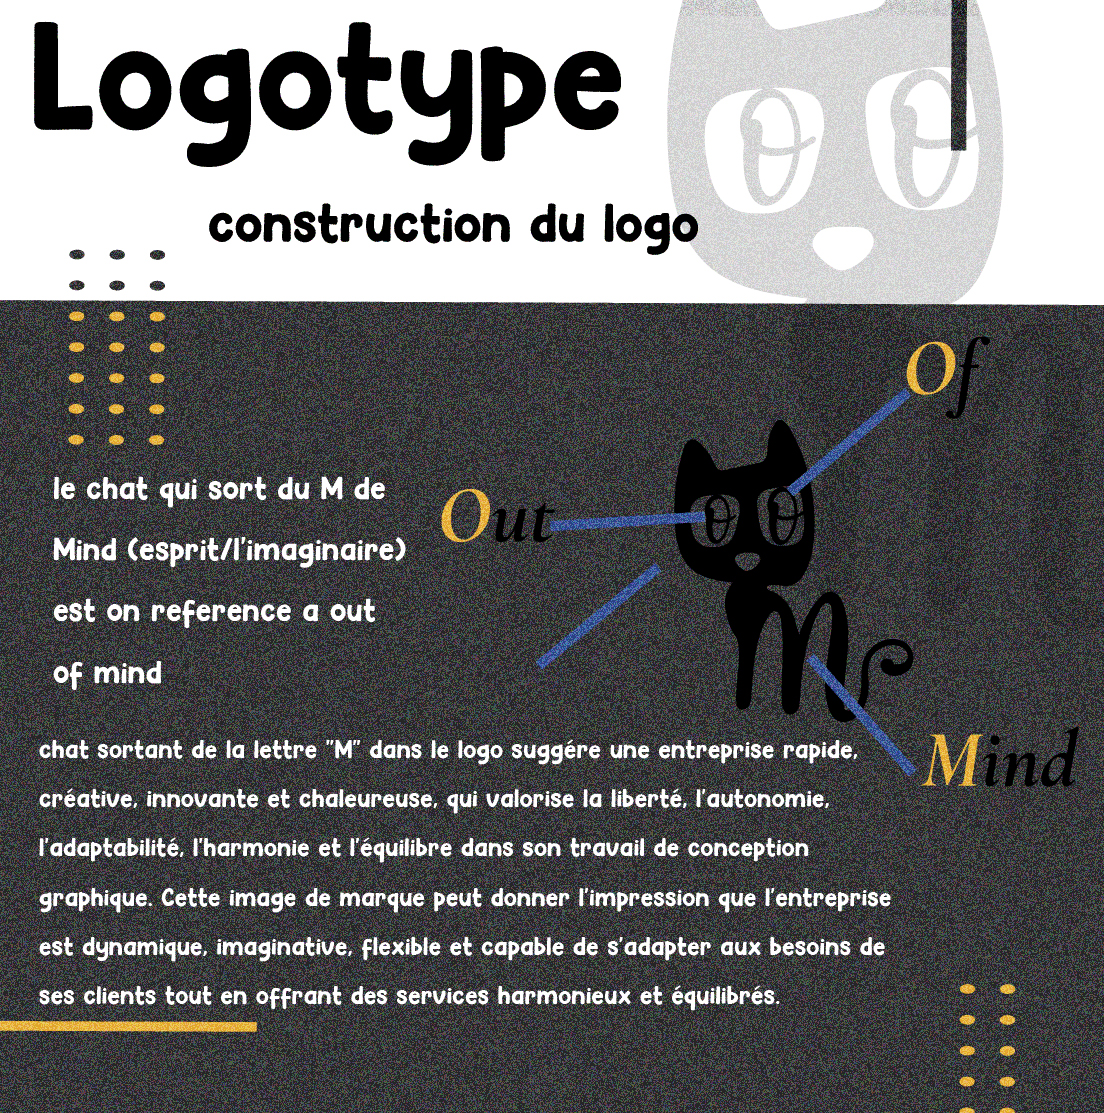 Logotype
construction du logo
Of
le chat qui sort du M de
Mind (esprit/l'imaginaire)
est on reference a out
of mind
Out
Mind
chat sortant de la lettre "M" dans le logo suggére une entreprise rapide,
créative, innovante et chaleureuse, qui valorise la liberté, l'autonomie,
l'adaptabilité, l'harmonie et l'équilibre dans son travail de conception
graphique. Cette image de marque peut donner l'impression que l'entreprise
est dynamique, imaginative, flexible et capable de s'adapter aux besoins de
ses clients tout en offrant des services harmonieux et équilibrés.